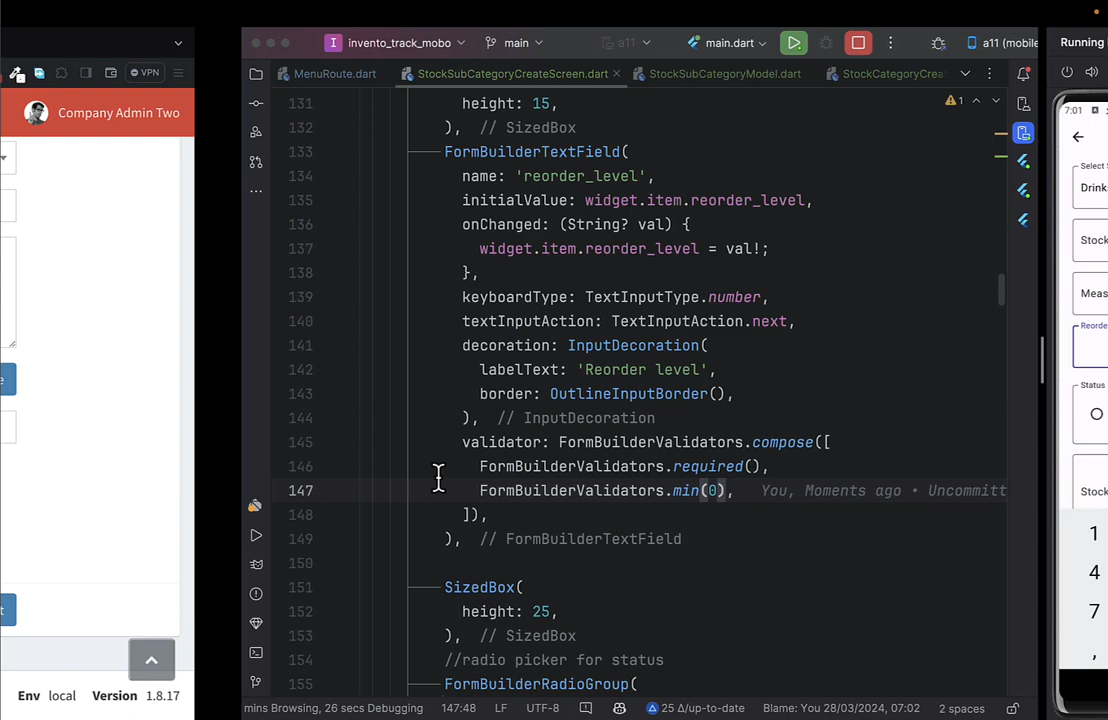 VPN
Company Admin Two
Env local Version 1.8.17
invento_track_mobo main a11 main.dart a11 (mobile
MenuRoute.dart StockSubCategoryCreateScreen.dart StockSubCategoryModel.dart StockCategoryCrea
131 height: 15,
132 ), // SizedBox
133 FormBuilderTextField(
134 name: 'reorder_level',
135 initialValue: widget.item.reorder_level,
136 onChanged: (String? val) {
137 widget.item.reorder_level = val!;
138 },
139 keyboardType: TextInputType.number,
140 textInputAction: TextInputAction.next,
141 decoration: InputDecoration(
142 labelText: 'Reorder level',
143 border: OutlineInputBorder(),
144 ), // InputDecoration
145 validator: FormBuilderValidators.compose([
146 FormBuilderValidators.required(),
147 FormBuilderValidators.min(0), You, Moments ago • Uncommitt
148 ]),
149 ), // FormBuilderTextField
150
151 SizedBox(
152 height: 25,
153 ), // SizedBox
154 //radio picker for status
155 FormBuilderRadioGroup(
1
mins Browsing, 26 secs Debugging 147:48 LF UTF-8 25 Δ/up-to-date Blame: You 28/03/2024, 07:02 2 spaces
Running
7:01
Select S
Drink
Stock
Meas
Reorde
Status
Stock
1
4
7
,